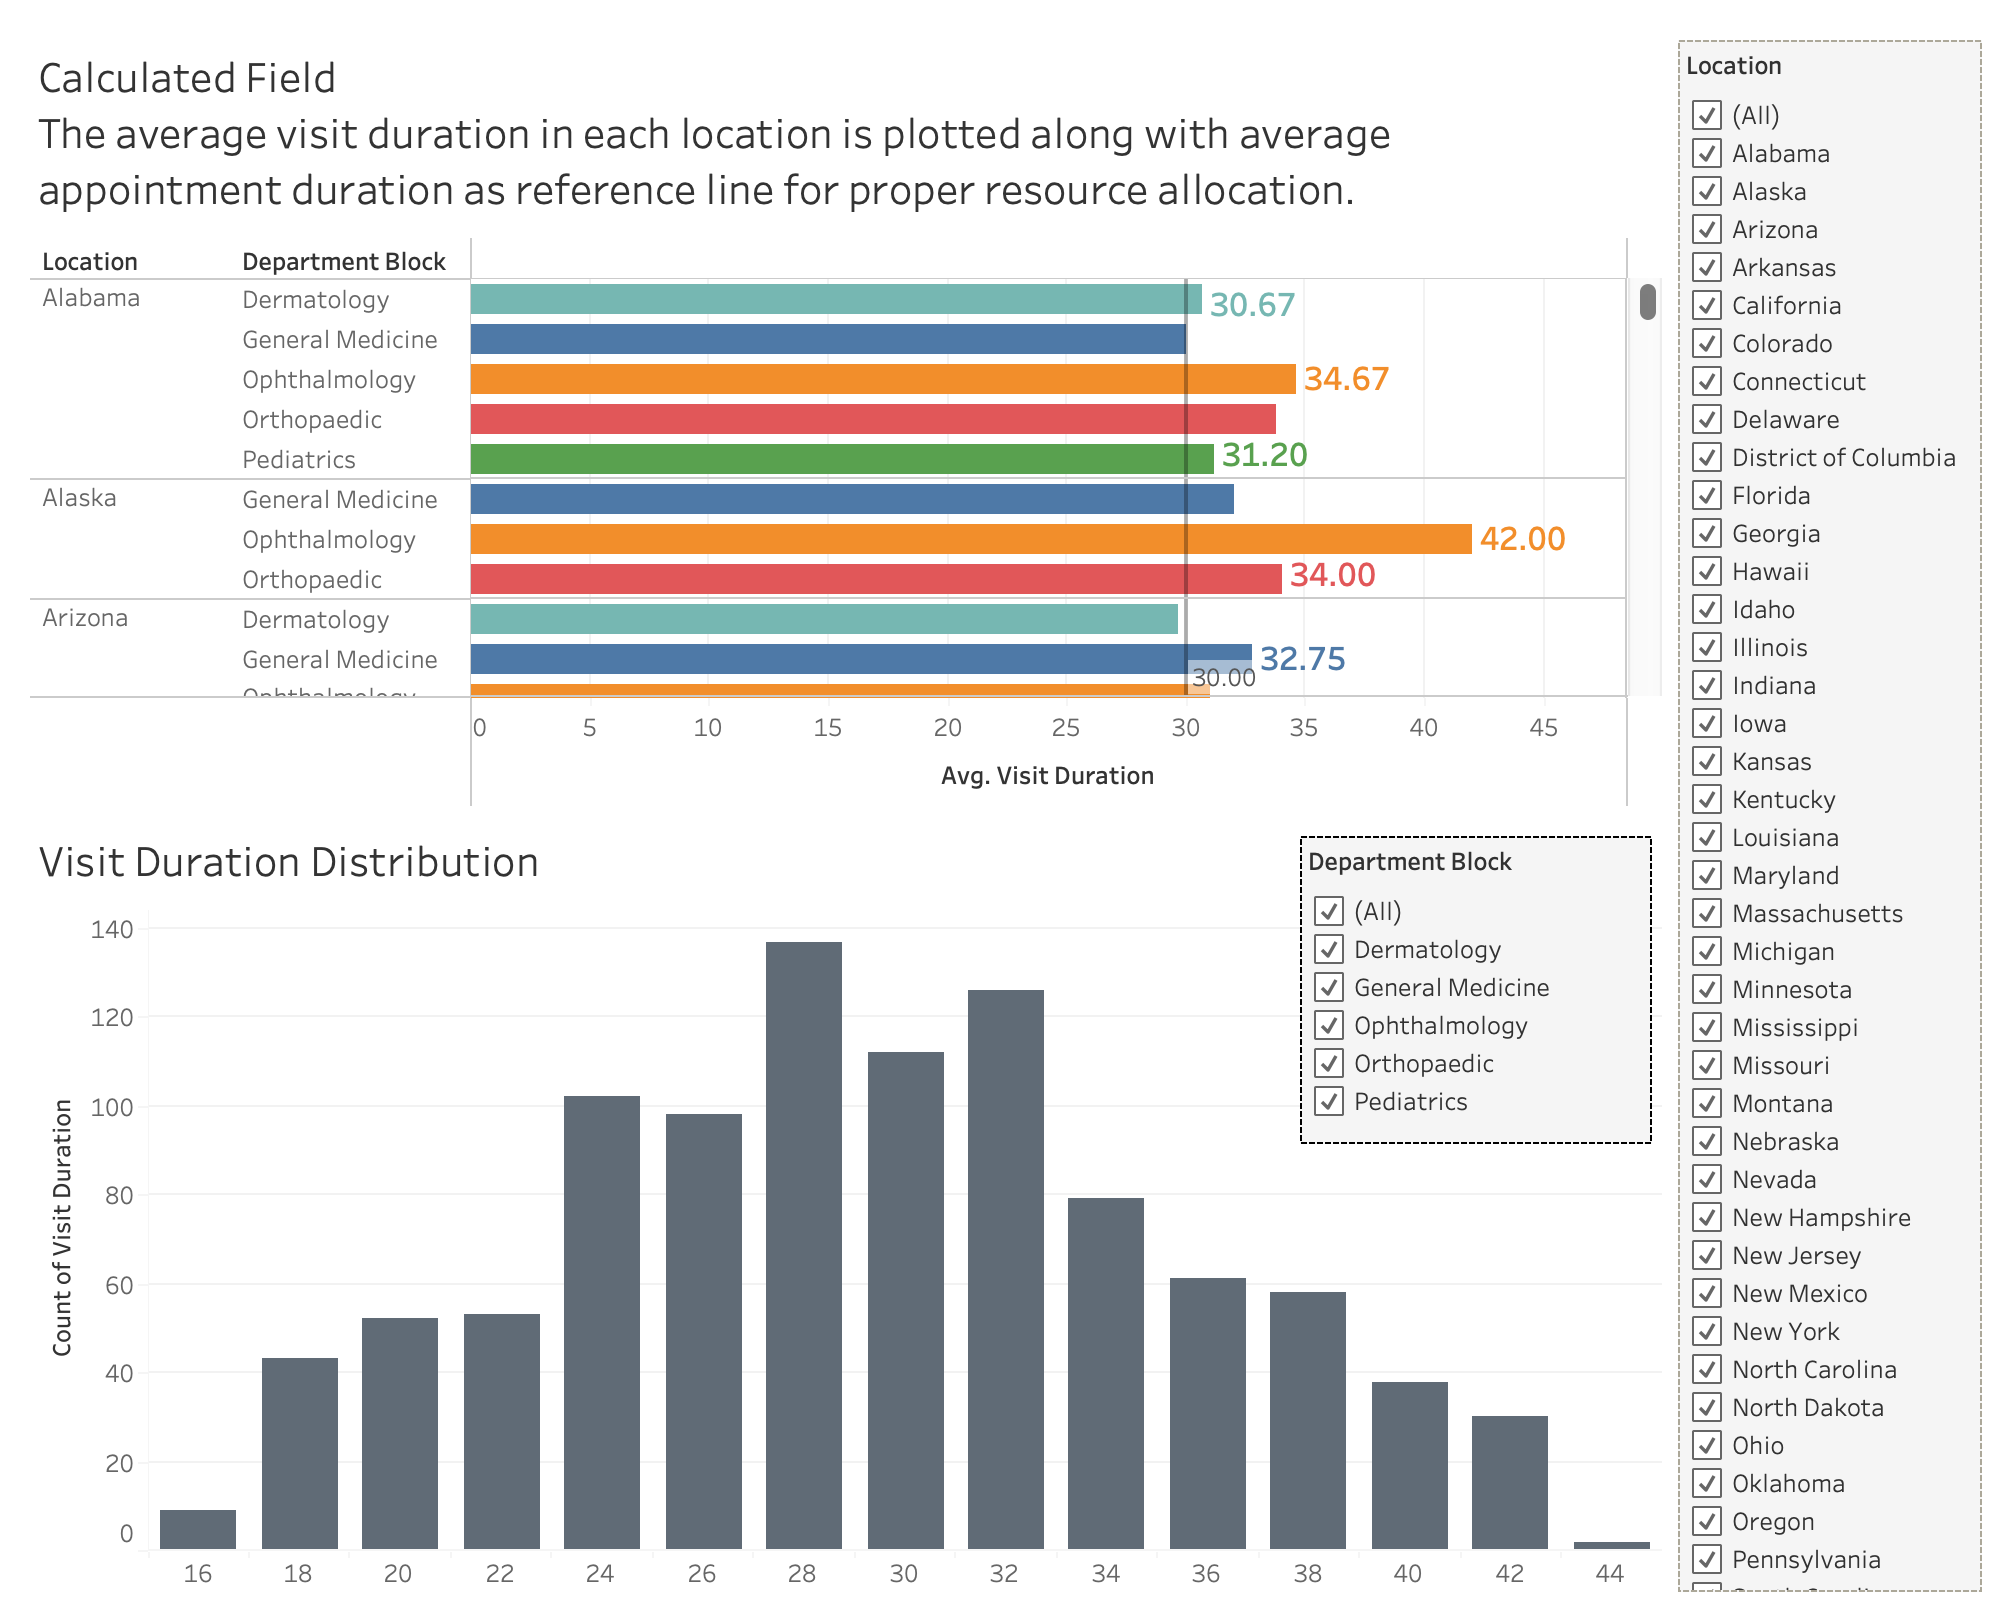 Calculated Field
The average visit duration in each location is plotted along with average
appointment duration as reference line for proper resource allocation.
Location Department Block
Alabama Dermatology 30.67
General Medicine
Ophthalmology 34.67
Orthopaedic
Pediatrics 31.20
Alaska General Medicine
Ophthalmology 42.00
Orthopaedic 34.00
Arizona Dermatology
General Medicine 32.75
30.00
Ophthalmology
0 5 10 15 20 25 30 35 40 45
Avg. Visit Duration
Visit Duration Distribution
Count of Visit Duration
140
120
100
80
60
40
20
0
16 18 20 22 24 26 28 30 32 34 36 38 40 42 44
Department Block
(All)
Dermatology
General Medicine
Ophthalmology
Orthopaedic
Pediatrics
Location
(All)
Alabama
Alaska
Arizona
Arkansas
California
Colorado
Connecticut
Delaware
District of Columbia
Florida
Georgia
Hawaii
Idaho
Illinois
Indiana
Iowa
Kansas
Kentucky
Louisiana
Maryland
Massachusetts
Michigan
Minnesota
Mississippi
Missouri
Montana
Nebraska
Nevada
New Hampshire
New Jersey
New Mexico
New York
North Carolina
North Dakota
Ohio
Oklahoma
Oregon
Pennsylvania